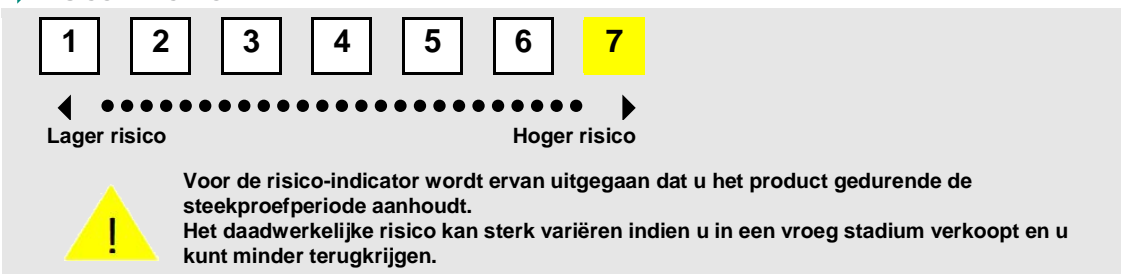 1 2 3 4 5 6 7
Lager risico Hoger risico
!
Voor de risico-indicator wordt ervan uitgegaan dat u het product gedurende de
steekproefperiode aanhoudt.
Het daadwerkelijke risico kan sterk variëren indien u in een vroeg stadium verkoopt en u
kunt minder terugkrijgen.